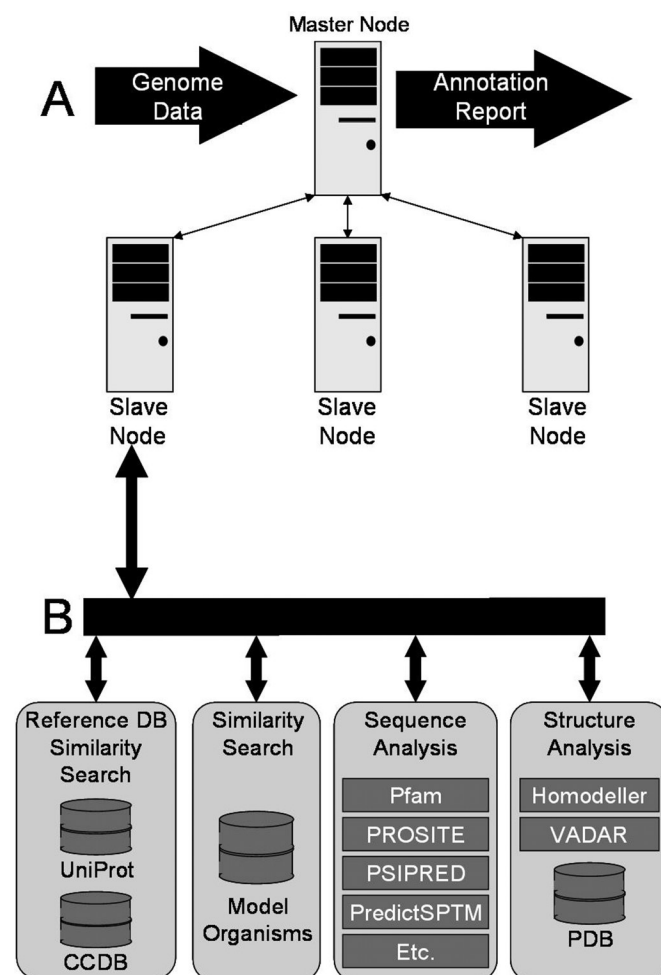 Master Node
A
Genome
Data
Annotation
Report
Slave
Node
Slave
Node
Slave
Node
B
Reference DB
Similarity
Search
UniProt
CCDB
Similarity
Search
Model
Organisms
Sequence
Analysis
Pfam
PROSITE
PSIPRED
PredictSPTM
Etc.
Structure
Analysis
Homodeller
VADAR
PDB